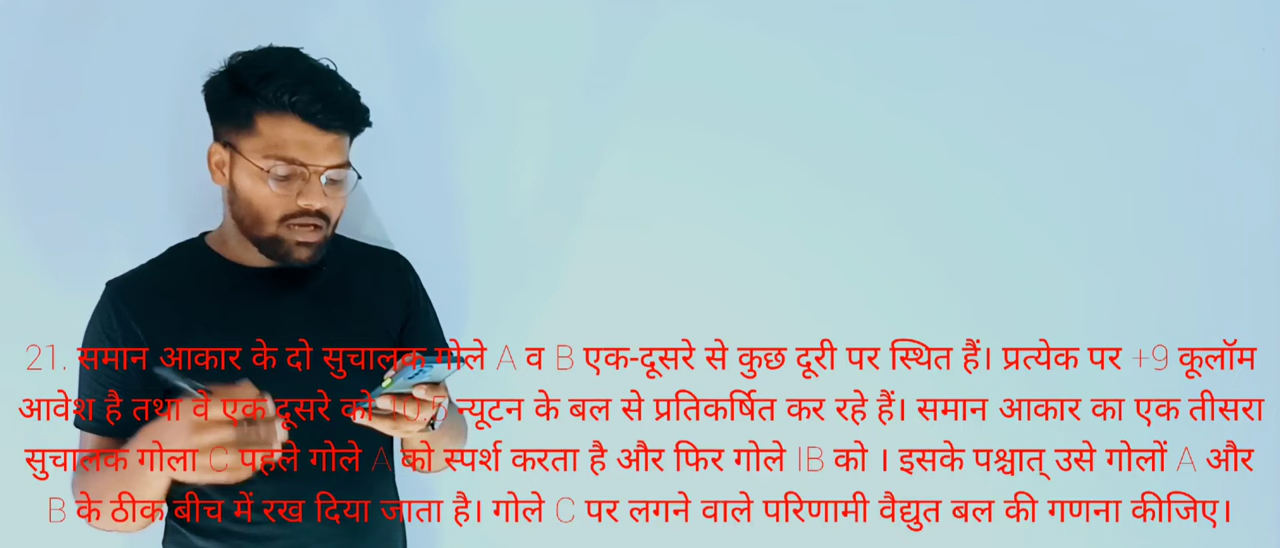 21. समान आकार के दो सुचालक गोले A व B एक-दूसरे से कुछ दूरी पर स्थित हैं। प्रत्येक पर +9 कूलॉम
आवेश है तथा वे एक दूसरे को 10.5 न्यूटन के बल से प्रतिकर्षित कर रहे हैं। समान आकार का एक तीसरा
सुचालक गोला C पहले गोले A को स्पर्श करता है और फिर गोले IB को । इसके पश्चात् उसे गोलों A और
B के ठीक बीच में रख दिया जाता है। गोले C पर लगने वाले परिणामी वैद्युत बल की गणना कीजिए।